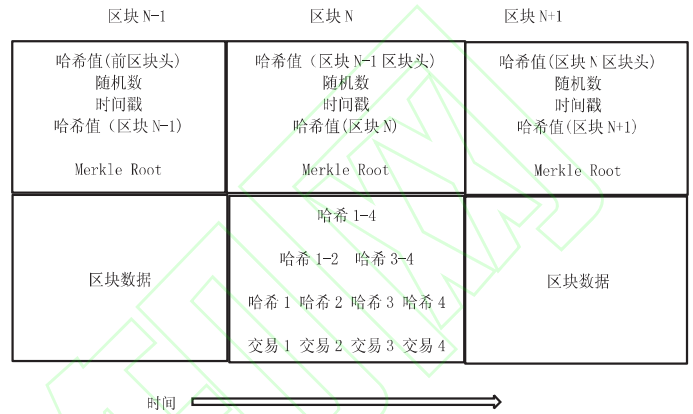 区块 N-1
区块 N
区块 N+1
哈希值(前区块头)
随机数
时间戳
哈希值（区块 N-1）
Merkle Root
哈希值（区块 N-1 区块头）
随机数
时间戳
哈希值(区块 N)
Merkle Root
哈希值(区块 N 区块头)
随机数
时间戳
哈希值(区块 N+1)
Merkle Root
区块数据
哈希 1-4
哈希 1-2 哈希 3-4
哈希 1 哈希 2 哈希 3 哈希 4
交易 1 交易 2 交易 3 交易 4
区块数据
时间